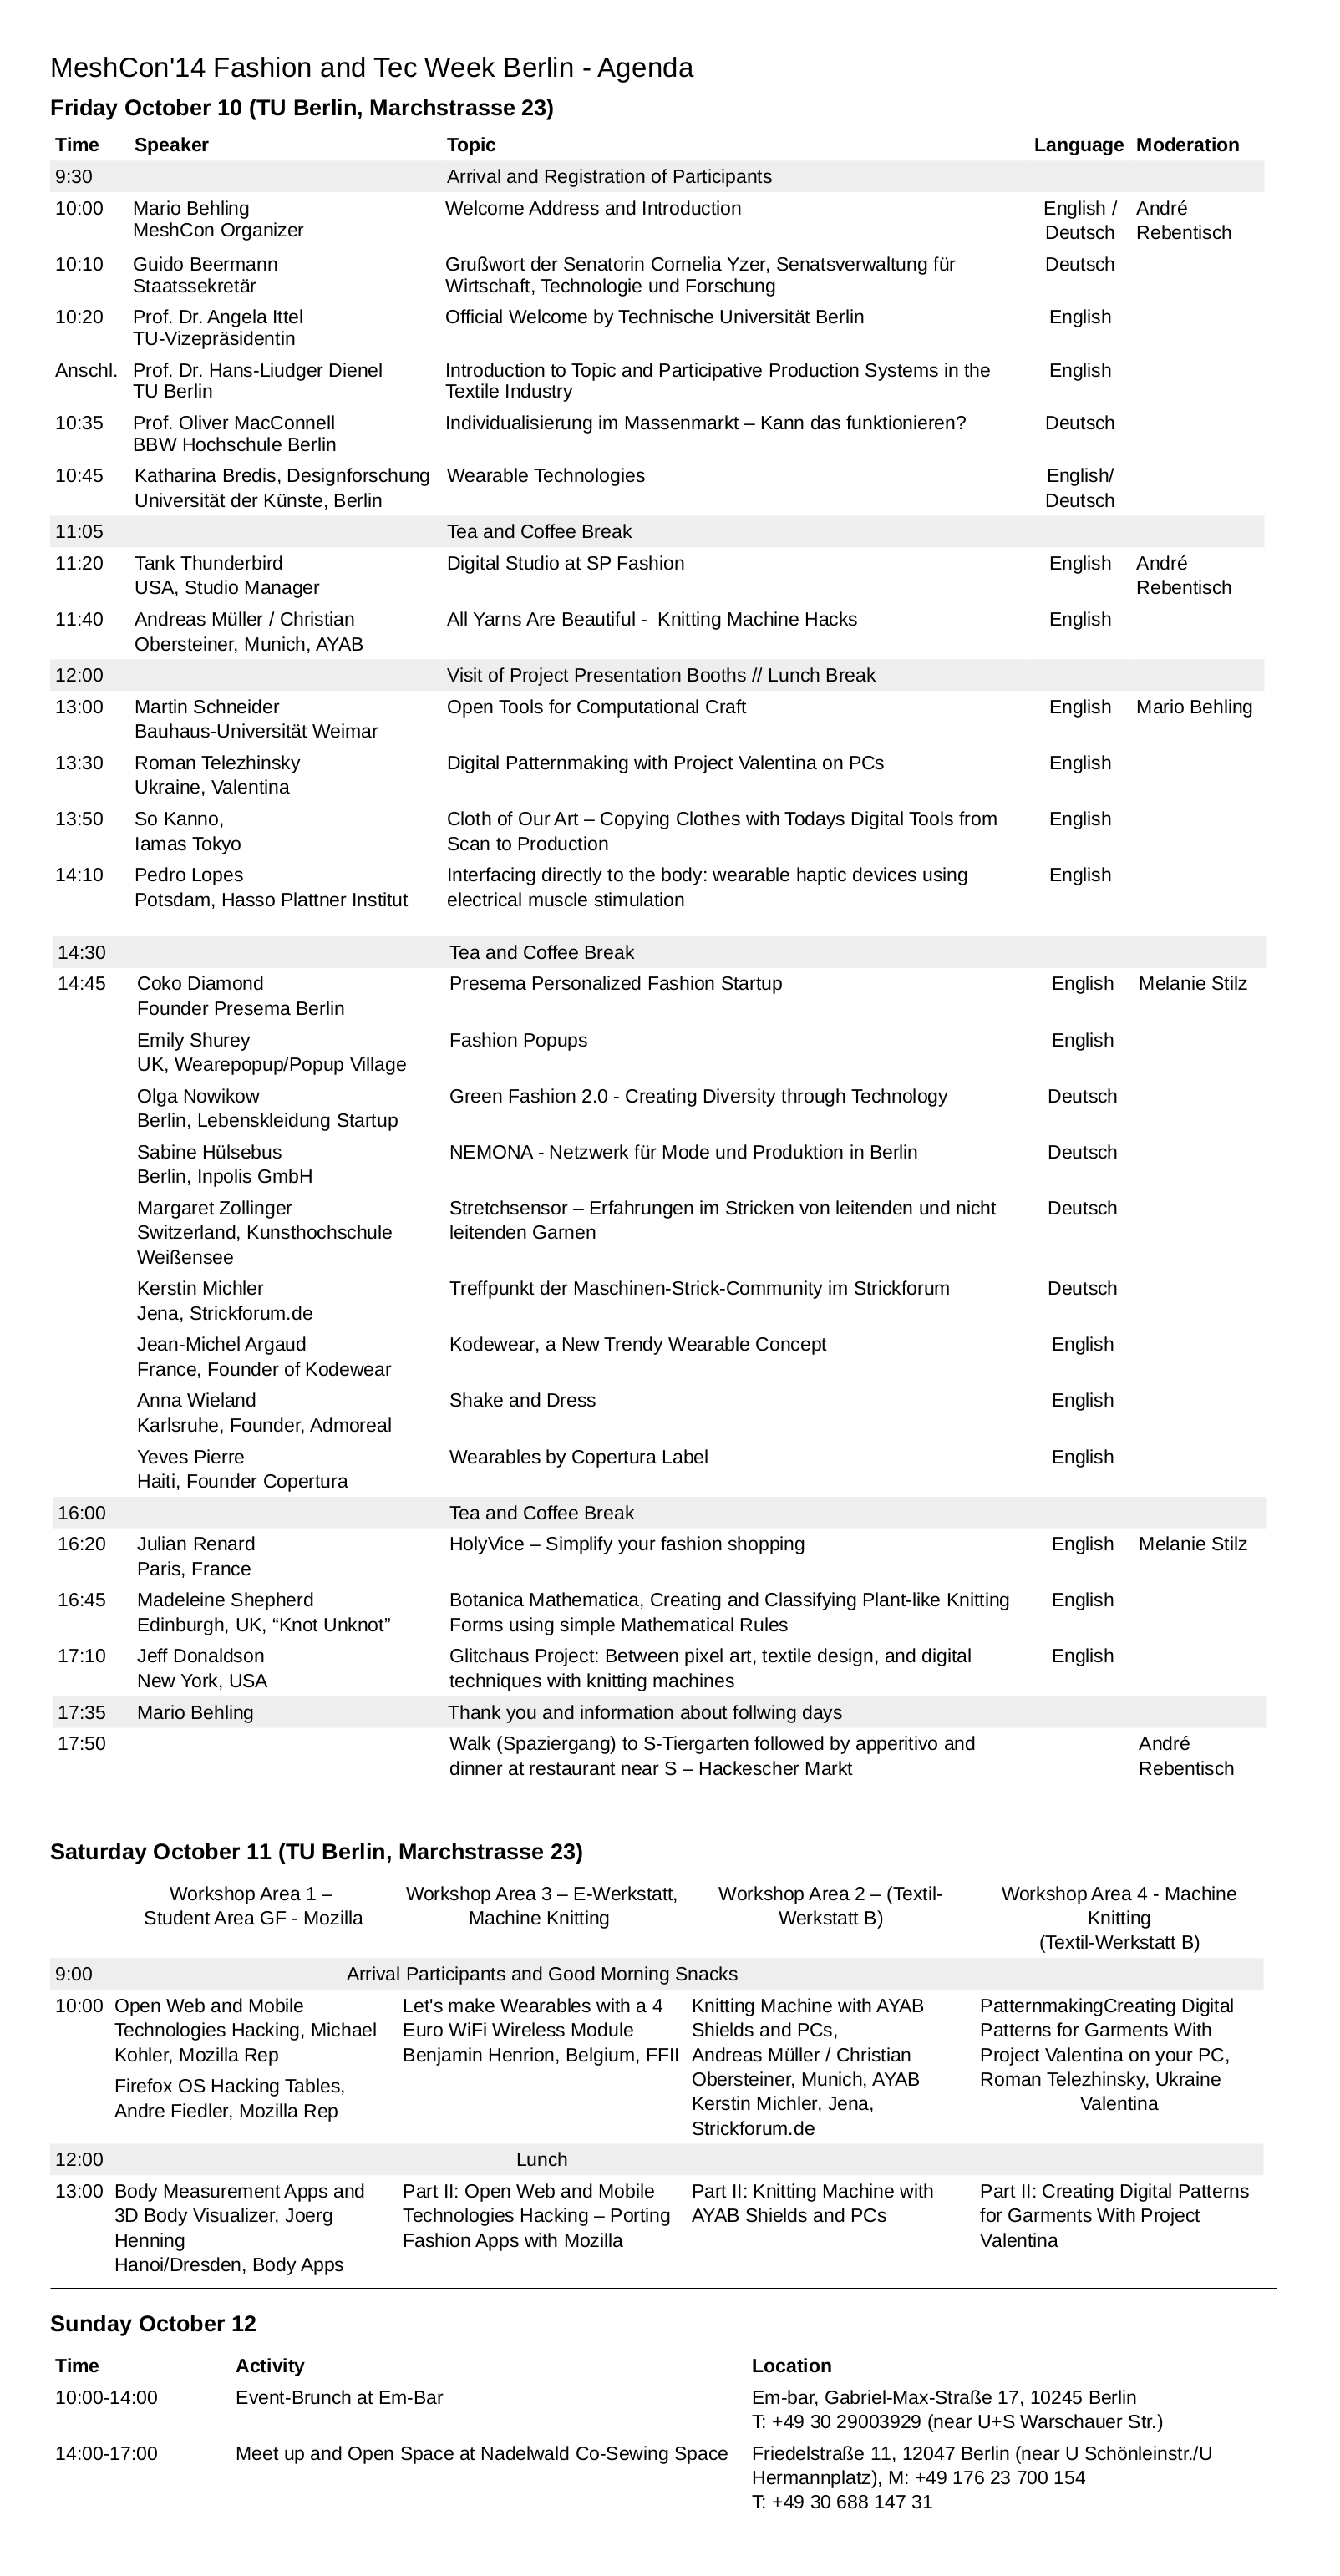 MeshCon'14 Fashion and Tec Week Berlin - Agenda
Friday October 10 (TU Berlin, Marchstrasse 23)
Time Speaker Topic Language Moderation
9:30 Arrival and Registration of Participants
10:00 Mario Behling Welcome Address and Introduction English / André
MeshCon Organizer Deutsch Rebentisch
10:10 Guido Beermann Grußwort der Senatorin Cornelia Yzer, Senatsverwaltung für Deutsch
Staatssekretär Wirtschaft, Technologie und Forschung
10:20 Prof. Dr. Angela Ittel Official Welcome by Technische Universität Berlin English
TU-Vizepräsidentin
Anschl. Prof. Dr. Hans-Liudger Dienel Introduction to Topic and Participative Production Systems in the English
TU Berlin Textile Industry
10:35 Prof. Oliver MacConnell Individualisierung im Massenmarkt – Kann das funktionieren? Deutsch
BBW Hochschule Berlin
10:45 Katharina Bredis, Designforschung Wearable Technologies English/
Universität der Künste, Berlin Deutsch
11:05 Tea and Coffee Break
11:20 Tank Thunderbird Digital Studio at SP Fashion English André
USA, Studio Manager Rebentisch
11:40 Andreas Müller / Christian All Yarns Are Beautiful - Knitting Machine Hacks English
Obersteiner, Munich, AYAB
12:00 Visit of Project Presentation Booths // Lunch Break
13:00 Martin Schneider Open Tools for Computational Craft English Mario Behling
Bauhaus-Universität Weimar
13:30 Roman Telezhinsky Digital Patternmaking with Project Valentina on PCs English
Ukraine, Valentina
13:50 So Kanno, Cloth of Our Art – Copying Clothes with Todays Digital Tools from English
Iamas Tokyo Scan to Production
14:10 Pedro Lopes Interfacing directly to the body: wearable haptic devices using English
Potsdam, Hasso Plattner Institut electrical muscle stimulation
14:30 Tea and Coffee Break
14:45 Coko Diamond Presema Personalized Fashion Startup English Melanie Stilz
Founder Presema Berlin
Emily Shurey Fashion Popups English
UK, Wearepopup/Popup Village
Olga Nowikow Green Fashion 2.0 - Creating Diversity through Technology Deutsch
Berlin, Lebenskleidung Startup
Sabine Hülsebus NEMONA - Netzwerk für Mode und Produktion in Berlin Deutsch
Berlin, Inpolis GmbH
Margaret Zollinger Stretchsensor – Erfahrungen im Stricken von leitenden und nicht Deutsch
Switzerland, Kunsthochschule leitenden Garnen
Weißensee
Kerstin Michler Treffpunkt der Maschinen-Strick-Community im Strickforum Deutsch
Jena, Strickforum.de
Jean-Michel Argaud Kodewear, a New Trendy Wearable Concept English
France, Founder of Kodewear
Anna Wieland Shake and Dress English
Karlsruhe, Founder, Admoreal
Yeves Pierre Wearables by Copertura Label English
Haiti, Founder Copertura
16:00 Tea and Coffee Break
16:20 Julian Renard HolyVice – Simplify your fashion shopping English Melanie Stilz
Paris, France
16:45 Madeleine Shepherd Botanica Mathematica, Creating and Classifying Plant-like Knitting English
Edinburgh, UK, “Knot Unknot” Forms using simple Mathematical Rules
17:10 Jeff Donaldson Glitchaus Project: Between pixel art, textile design, and digital English
New York, USA techniques with knitting machines
17:35 Mario Behling Thank you and information about follwing days
17:50 Walk (Spaziergang) to S-Tiergarten followed by apperitivo and André
dinner at restaurant near S – Hackescher Markt Rebentisch
Saturday October 11 (TU Berlin, Marchstrasse 23)
Workshop Area 1 – Workshop Area 3 – E-Werkstatt, Workshop Area 2 – (Textil- Workshop Area 4 - Machine
Student Area GF - Mozilla Machine Knitting Werkstatt B) Knitting
(Textil-Werkstatt B)
9:00 Arrival Participants and Good Morning Snacks
10:00 Open Web and Mobile Let's make Wearables with a 4 Knitting Machine with AYAB PatternmakingCreating Digital
Technologies Hacking, Michael Euro WiFi Wireless Module Shields and PCs, Patterns for Garments With
Kohler, Mozilla Rep Benjamin Henrion, Belgium, FFII Andreas Müller / Christian Project Valentina on your PC,
Firefox OS Hacking Tables, Obersteiner, Munich, AYAB Roman Telezhinsky, Ukraine
Andre Fiedler, Mozilla Rep Kerstin Michler, Jena, Valentina
Strickforum.de
12:00 Lunch
13:00 Body Measurement Apps and Part II: Open Web and Mobile Part II: Knitting Machine with Part II: Creating Digital Patterns
3D Body Visualizer, Joerg Technologies Hacking – Porting AYAB Shields and PCs for Garments With Project
Henning Fashion Apps with Mozilla Valentina
Hanoi/Dresden, Body Apps
Sunday October 12
Time Activity Location
10:00-14:00 Event-Brunch at Em-Bar Em-bar, Gabriel-Max-Straße 17, 10245 Berlin
T: +49 30 29003929 (near U+S Warschauer Str.)
14:00-17:00 Meet up and Open Space at Nadelwald Co-Sewing Space Friedelstraße 11, 12047 Berlin (near U Schönleinstr./U
Hermannplatz), M: +49 176 23 700 154
T: +49 30 688 147 31